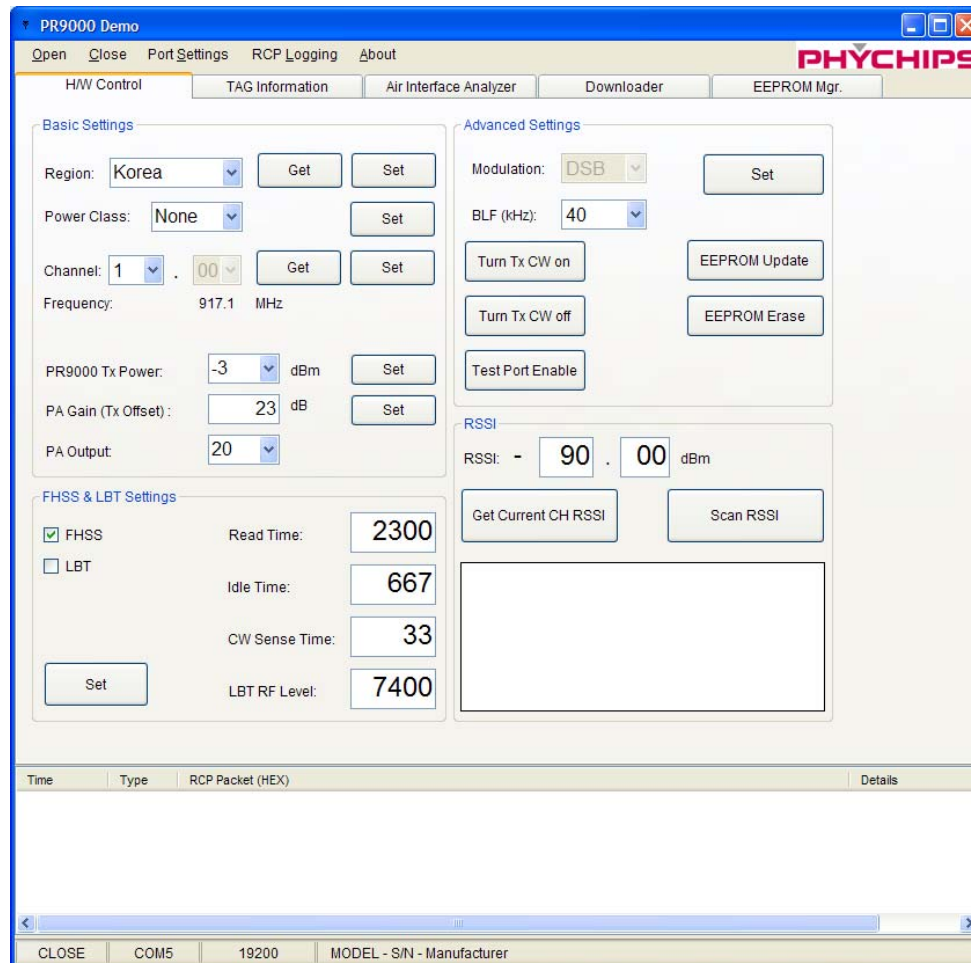 PR9000 Demo
Open Close Port Settings RCP Logging About
PHYCHIPS
H/W Control TAG Information Air Interface Analyzer Downloader EEPROM Mgr.
Basic Settings
Region: Korea Get Set
Power Class: None Set
Channel: 1 . 00 Get Set
Frequency: 917.1 MHz
PR9000 Tx Power: -3 dBm Set
PA Gain (Tx Offset) : 23 dB Set
PA Output: 20
FHSS & LBT Settings
FHSS Read Time: 2300
LBT
Idle Time: 667
CW Sense Time: 33
Set LBT RF Level: 7400
Advanced Settings
Modulation: DSB Set
BLF (kHz): 40
Turn Tx CW on EEPROM Update
Turn Tx CW off EEPROM Erase
Test Port Enable
RSSI
RSSI: - 90 . 00 dBm
Get Current CH RSSI Scan RSSI
Time Type RCP Packet (HEX) Details
CLOSE COM5 19200 MODEL - S/N - Manufacturer